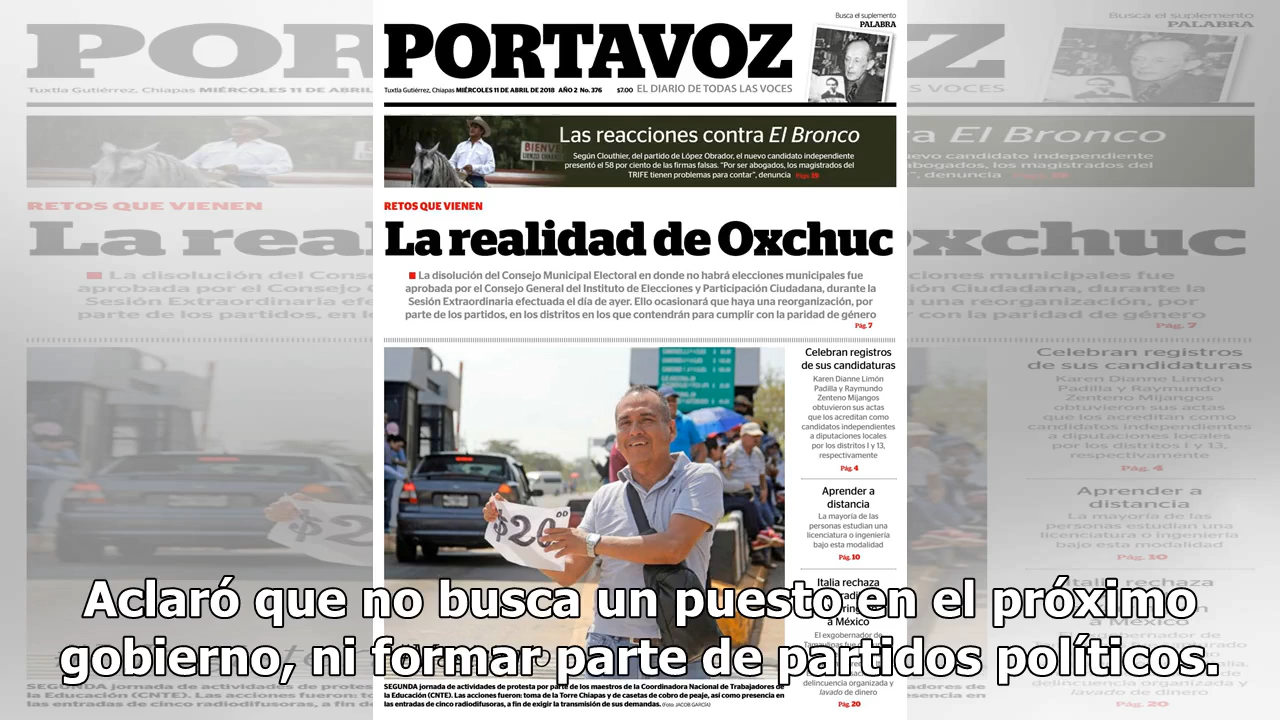 Busca el suplemento
PALABRA
PORTAVOZ
Tuxtla Gutiérrez, Chiapas MIÉRCOLES 11 DE ABRIL DE 2018 AÑO 2 No. 376 $7.00 EL DIARIO DE TODAS LAS VOCES
BIENVE
Las reacciones contra El Bronco
Según Clouthier, del partido de López Obrador, el nuevo candidato independiente
presentó el 58 por ciento de las firmas falsas. "Por ser abogados, los magistrados del
TRIFE tienen problemas para contar", denuncia Págs 19
RETOS QUE VIENEN
La realidad de Oxchuc
La disolución del Consejo Municipal Electoral en donde no habrá elecciones municipales fue
aprobada por el Consejo General del Instituto de Elecciones y Participación Ciudadana, durante la
Sesión Extraordinaria efectuada el día de ayer. Ello ocasionará que haya una reorganización, por
parte de los partidos, en los distritos en los que contendrán para cumplir con la paridad de género
Pág. 7
$20 00
Celebran registros
de sus candidaturas
Karen Dianne Limón
Padilla y Raymundo
Zenteno Mijangos
obtuvieron sus actas
que los acreditan como
candidatos independientes
a diputaciones locales
por los distritos I y 13,
respectivamente
Pág. 4
Aprender a
distancia
La mayoría de las
personas estudian una
licenciatura o ingeniería
bajo esta modalidad
Pág. 10
Italia rechaza
a México
El exgobernador de
Tamaulipas fue
delincuencia organizada y
lavado de dinero
Pág. 20
SEGUNDA jornada de actividades de protesta por parte de los maestros de la Coordinadora Nacional de Trabajadores de
la Educación (CNTE). Las acciones fueron: toma de la Torre Chiapas y de casetas de cobro de peaje, así como presencia en
las entradas de cinco radiodifusoras, a fin de exigir la transmisión de sus demandas. (Foto: JACOB GARCÍA)
Aclaró que no busca un puesto en el próximo
gobierno, ni formar parte de partidos políticos.